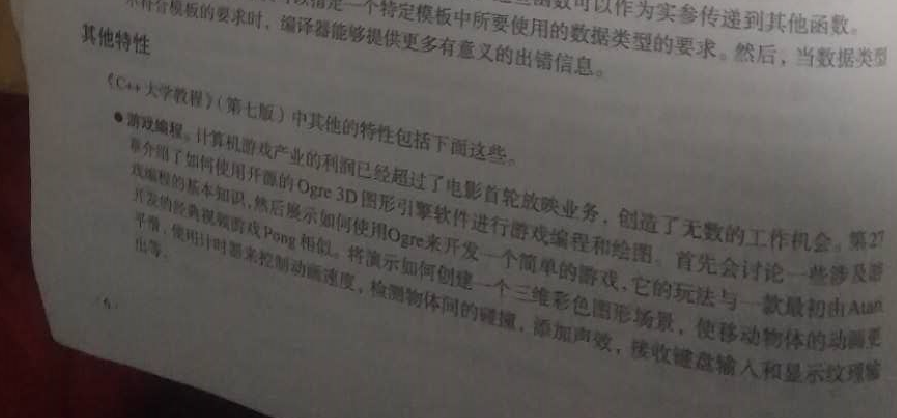 函数可以作为实参传递到其他函数。
一个特定模板中所要使用的数据类型的要求。然后，当数据类型
不符合模板的要求时，编译器能够提供更多有意义的出错信息。
其他特性
《C++大学教程》（第七版）中其他的特性包括下面这些。
● 游戏编程。计算机游戏产业的利润已经超过了电影首轮放映业务，创造了无数的工作机会。第27
章介绍了如何使用开源的Ogre 3D图形引擎软件进行游戏编程和绘图。首先会讨论一些涉及游
戏编程的基本知识，然后展示如何使用Ogre来开发一个简单的游戏，它的玩法与一款最初由Atari
开发的经典视频游戏Pong相似。将演示如何创建一个三维彩色图形场景，使移动物体的动画更
平滑，使用计时器来控制动画速度，检测物体间的碰撞，添加声效，接收键盘输入和显示纹理输
出等。
·6·